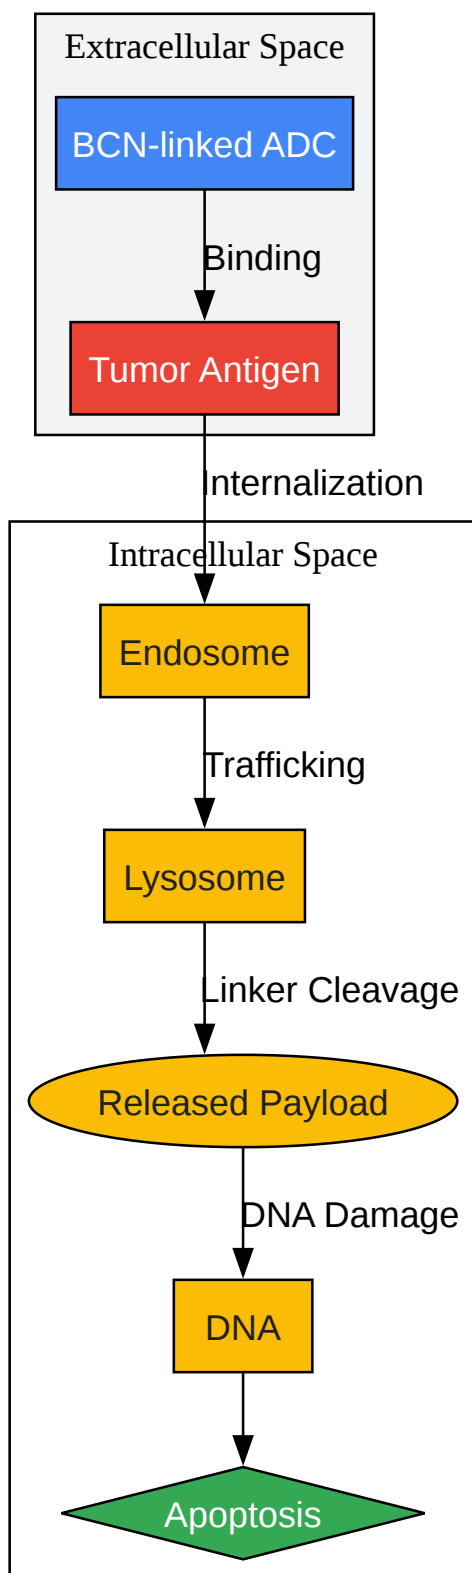 Extracellular Space
BCN-linked ADC
Binding
Tumor Antigen
Internalization
Intracellular Space
Endosome
Trafficking
Lysosome
Linker Cleavage
Released Payload
DNA Damage
DNA
Apoptosis